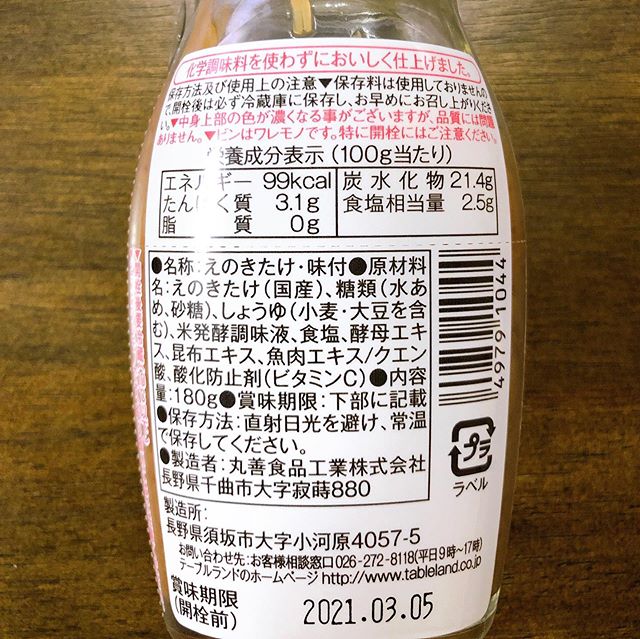 化学調味料を使わずにおいしく仕上げました。
保存方法及び使用上の注意▼保存料は使用しておりませんの
で、開栓後は必ず冷蔵庫に保存し、お早めにお召し上がりくださ
い。▼中身上部の色が濃くなる事がございますが、品質には問題
ありません。▼ビンはワレモノです。特に開栓にはご注意ください。
栄養成分表示(100g当たり)
エネルギー 99kcal 炭水化物 21.4g
たんぱく質 3.1g 食塩相当量 2.5g
脂質 0g
●名称:えのきたけ・味付●原材料
名:えのきたけ(国産)、糖類(水あ
め、砂糖)、しょうゆ(小麦・大豆を含
む)、米発酵調味液、食塩、酵母エキ
ス、昆布エキス、魚肉エキス/クエン
酸、酸化防止剤(ビタミンC)●内容
量:180g●賞味期限:下部に記載
●保存方法:直射日光を避け、常温
で保存してください。
●製造者:丸善食品工業株式会社
長野県千曲市大字寂蒔880
4979 1044
プラ
ラベル
製造所:
長野県須坂市大字小河原4057-5
お問い合わせ先:お客様相談窓口 026-272-8118(平日9時~17時)
テーブルランドのホームページ http://www.tableland.co.jp
賞味期限
(開栓前)
2021.03.05